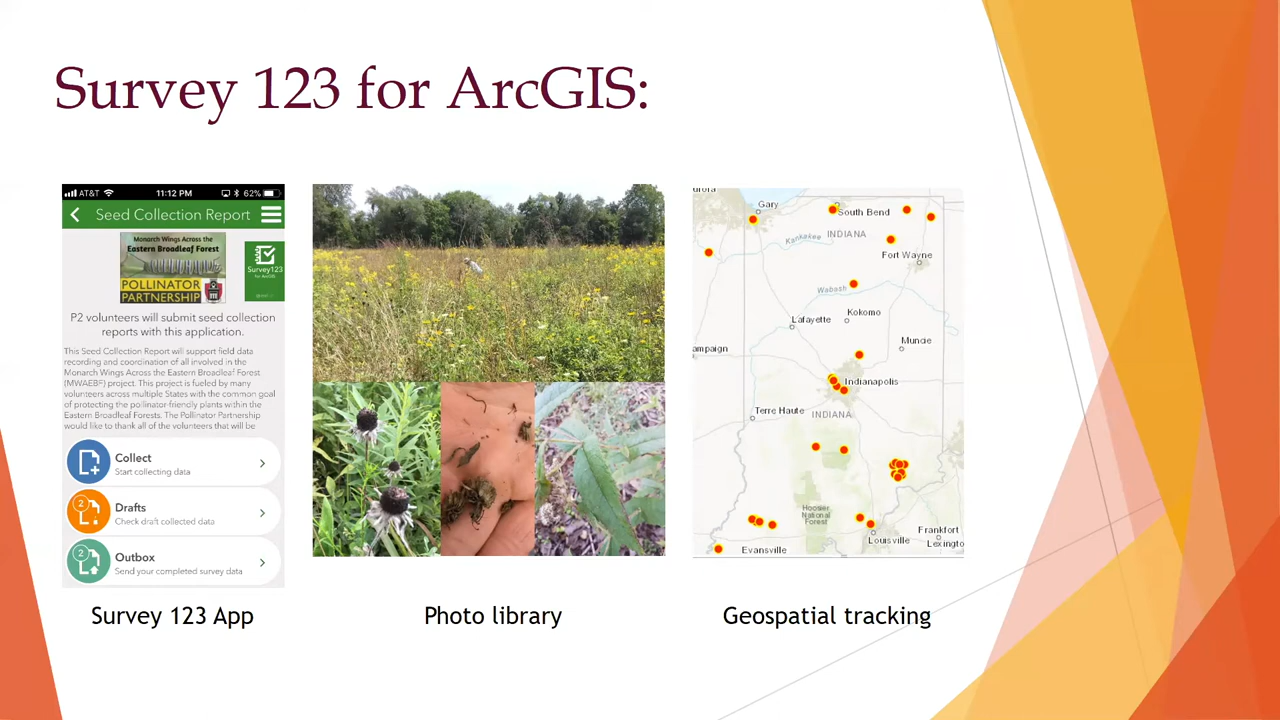 Survey 123 for ArcGIS:
AT&T 11:12 PM 62%
Seed Collection Report
Monarch Wings Across the
Eastern Broadleaf Forest
POLLINATOR
PARTNERSHIP
Survey123
for ArcGIS
P2 volunteers will submit seed collection
reports with this application.
This Seed Collection Report will support field data
recording and coordination of all involved in the
Monarch Wings Across the Eastern Broadleaf Forest
(MWAEBF) project. This project is fueled by many
volunteers across multiple States with the common goal
of protecting the pollinator-friendly plants within the
Eastern Broadleaf Forests. The Pollinator Partnership
would like to thank all of the volunteers that will be
Collect
Start collecting data
2
Drafts
Check draft collected data
2
Outbox
Send your completed survey data
Survey 123 App
Photo library
urora
Gary
South Bend
INDIANA
Kankakee
Fort Wayne
Wabash
Lafayette
Kokomo
Muncie
ampaign
Indianapolis
Terre Haute
INDIANA
Hoosier
National
Forest
Louisville
Frankfort
Lexingto
Evansville
Geospatial tracking